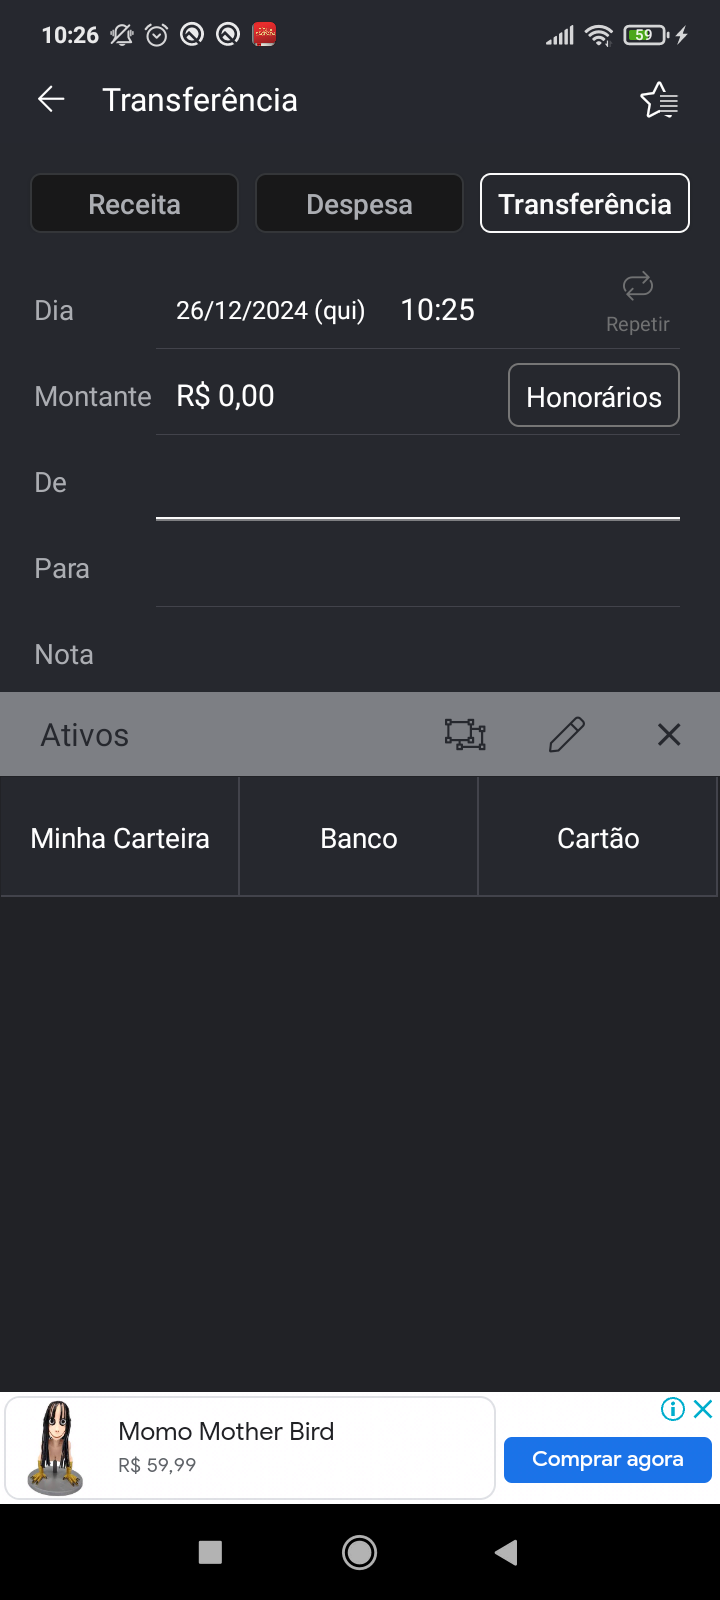 10:26
59
Transferência
Receita Despesa Transferência
Dia 26/12/2024 (qui) 10:25 Repetir
Montante R$ 0,00 Honorários
De
Para
Nota
Ativos
Minha Carteira Banco Cartão
Momo Mother Bird
R$ 59,99
Comprar agora